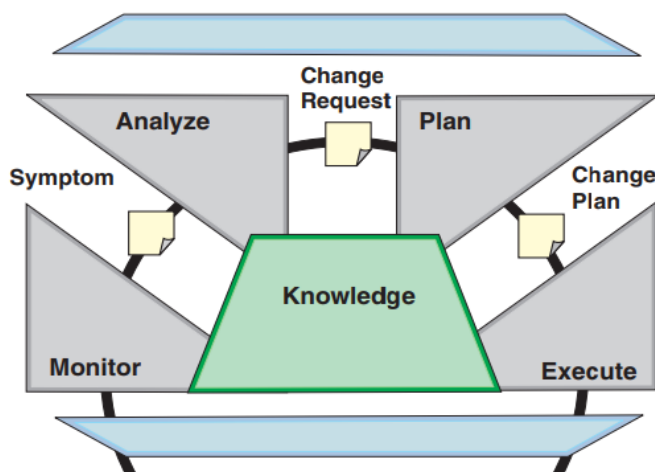 Change
Request
Analyze
Plan
Symptom
Change
Plan
Knowledge
Monitor
Execute